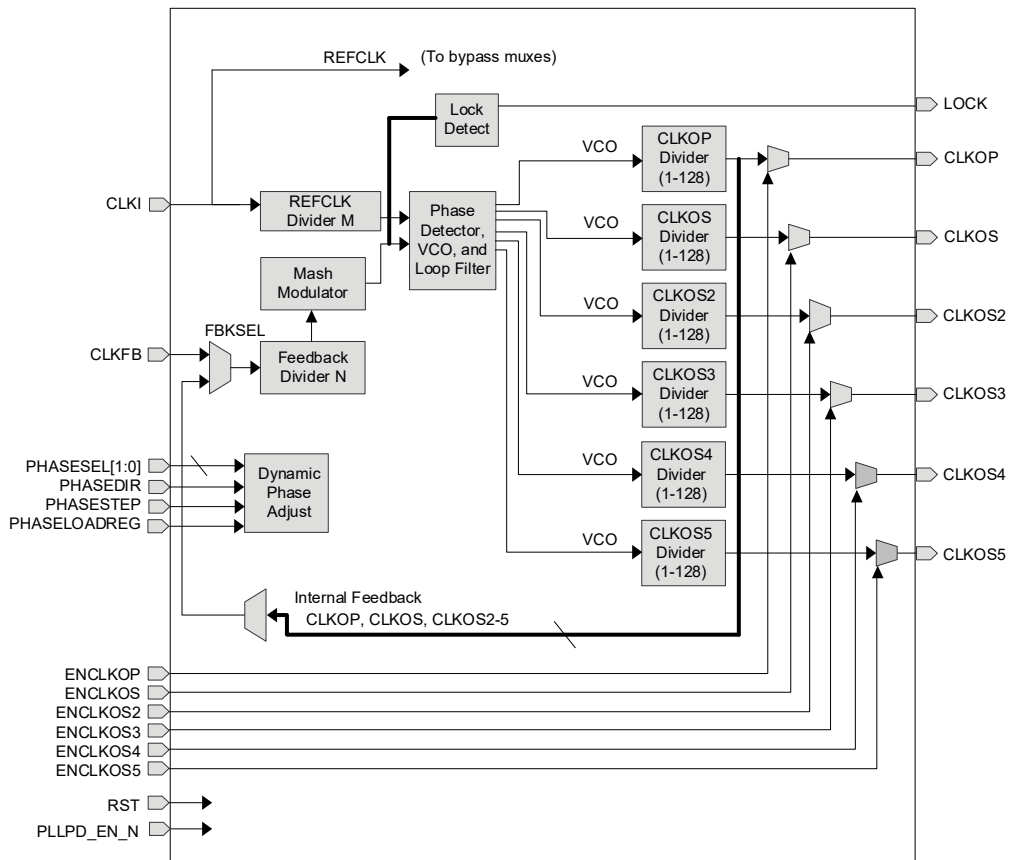 REFCLK
(To bypass muxes)
Lock
Detect
LOCK
VCO
CLKOP
Divider
(1-128)
CLKOP
CLKI
REFCLK
Divider M
Phase
Detector,
VCO, and
Loop Filter
VCO
CLKOS
Divider
(1-128)
CLKOS
Mash
Modulator
VCO
CLKOS2
Divider
(1-128)
CLKOS2
FBKSEL
CLKFB
Feedback
Divider N
VCO
CLKOS3
Divider
(1-128)
CLKOS3
PHASESEL[1:0]
PHASEDIR
PHASESTEP
PHASELOADREG
Dynamic
Phase
Adjust
VCO
CLKOS4
Divider
(1-128)
CLKOS4
VCO
CLKOS5
Divider
(1-128)
CLKOS5
Internal Feedback
CLKOP, CLKOS, CLKOS2-5
ENCLKOP
ENCLKOS
ENCLKOS2
ENCLKOS3
ENCLKOS4
ENCLKOS5
RST
PLLPD_EN_N